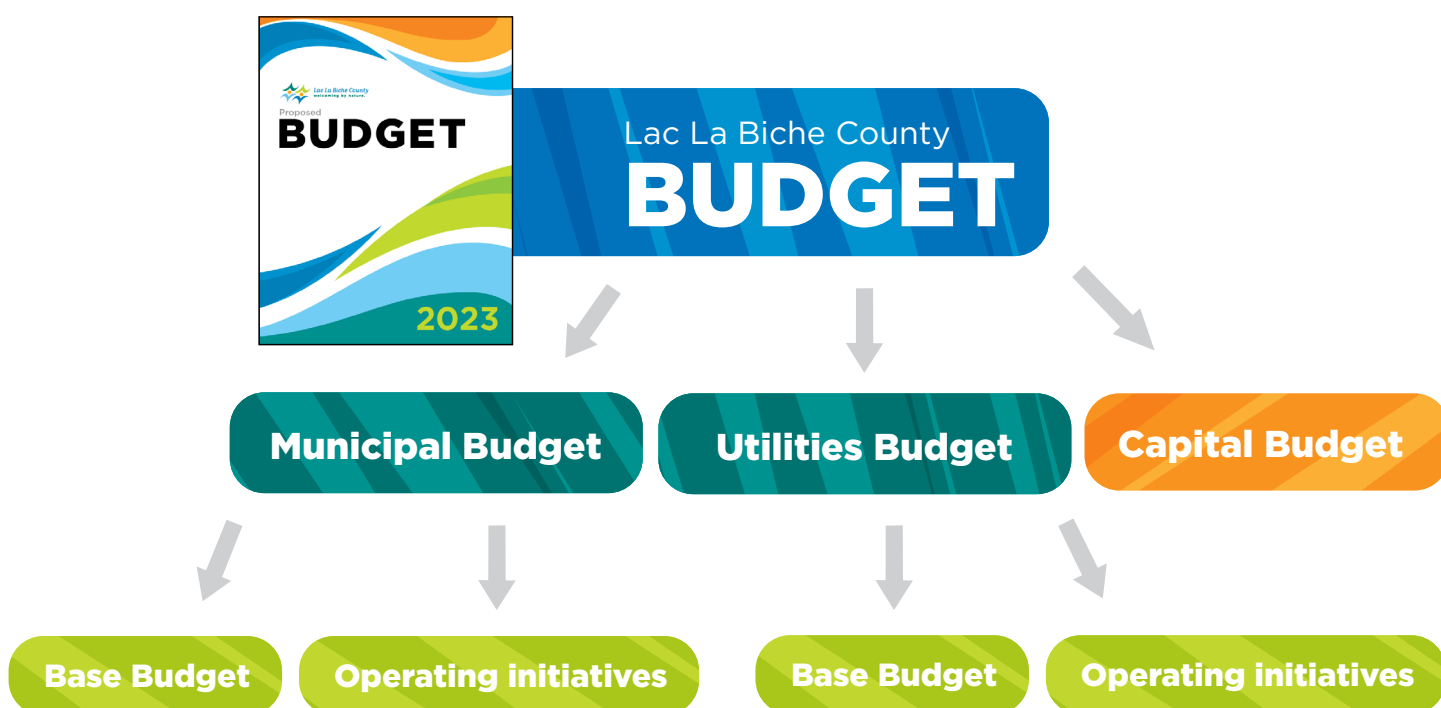 Lac La Biche County
welcoming by nature.
Proposed
BUDGET
2023
Lac La Biche County
BUDGET
Municipal Budget
Utilities Budget
Capital Budget
Base Budget
Operating initiatives
Base Budget
Operating initiatives